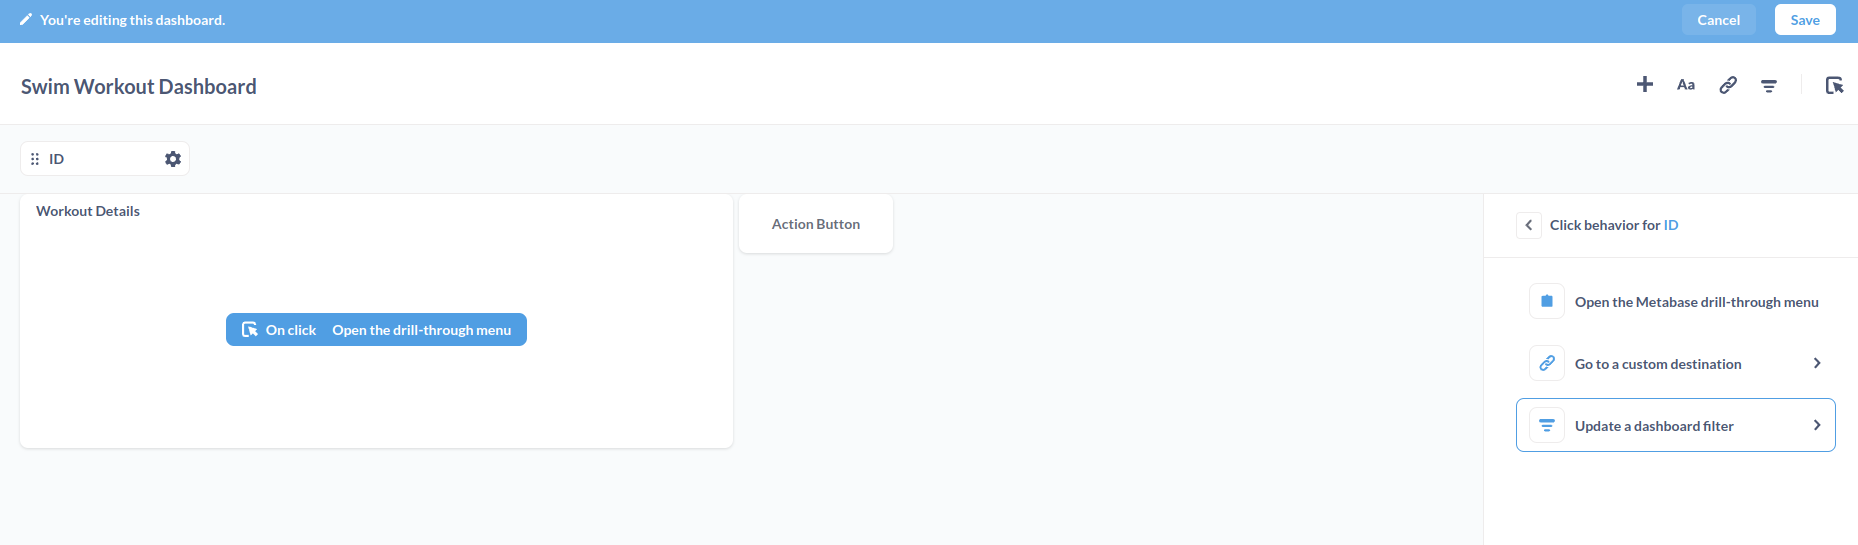 You're editing this dashboard.
Cancel
Save
Swim Workout Dashboard
Aa
ID
Workout Details
Action Button
On click Open the drill-through menu
Click behavior for ID
Open the Metabase drill-through menu
Go to a custom destination
Update a dashboard filter